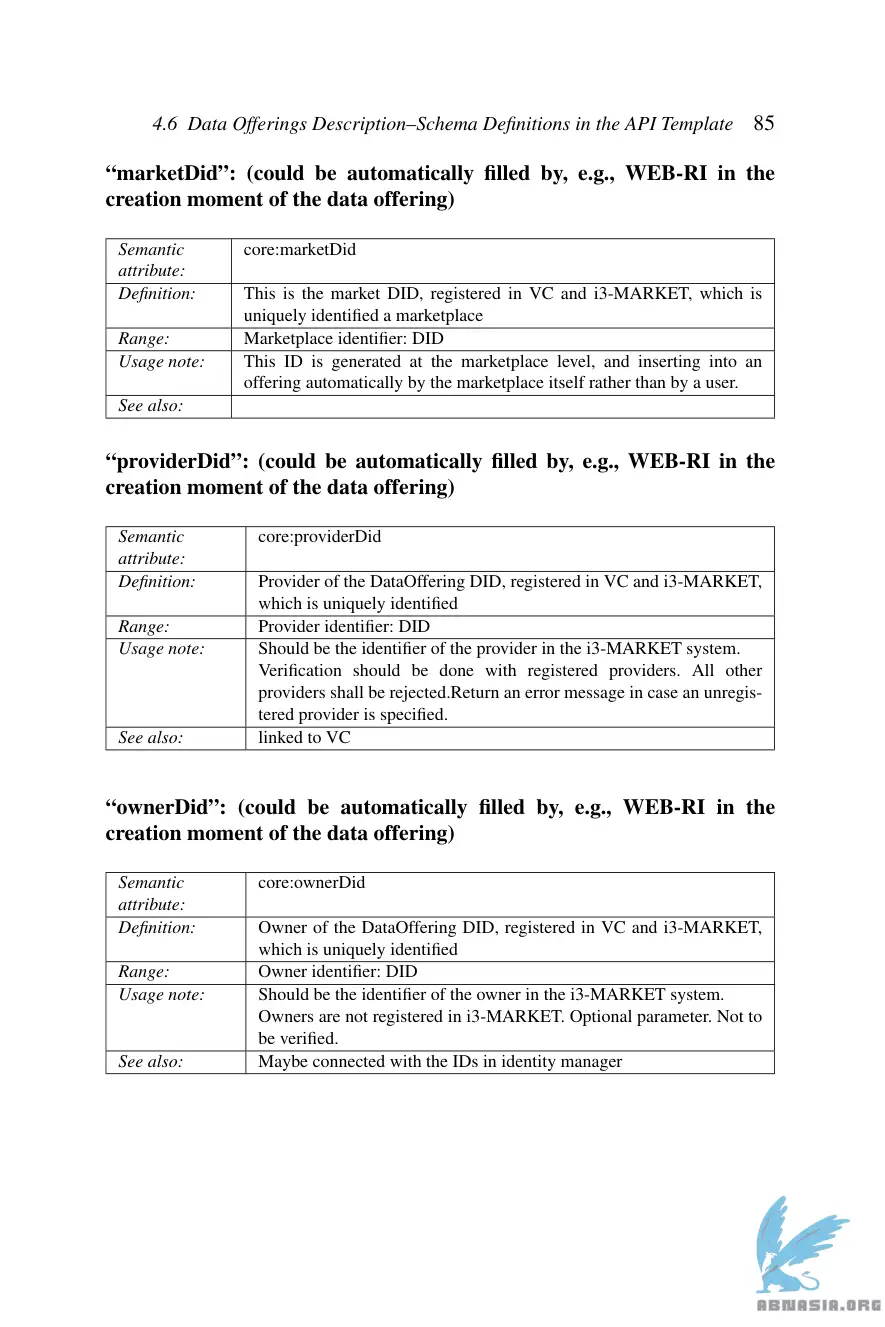 4.6 Data Offerings Description–Schema Definitions in the API Template 85
“marketDid”: (could be automatically filled by, e.g., WEB-RI in the
creation moment of the data offering)
Semantic core:marketDid
attribute:
Definition: This is the market DID, registered in VC and i3-MARKET, which is
uniquely identified a marketplace
Range: Marketplace identifier: DID
Usage note: This ID is generated at the marketplace level, and inserting into an
offering automatically by the marketplace itself rather than by a user.
See also:
“providerDid”: (could be automatically filled by, e.g., WEB-RI in the
creation moment of the data offering)
Semantic core:providerDid
attribute:
Definition: Provider of the DataOffering DID, registered in VC and i3-MARKET,
which is uniquely identified
Range: Provider identifier: DID
Usage note: Should be the identifier of the provider in the i3-MARKET system.
Verification should be done with registered providers. All other
providers shall be rejected.Return an error message in case an unregis-
tered provider is specified.
See also: linked to VC
“ownerDid”: (could be automatically filled by, e.g., WEB-RI in the
creation moment of the data offering)
Semantic core:ownerDid
attribute:
Definition: Owner of the DataOffering DID, registered in VC and i3-MARKET,
which is uniquely identified
Range: Owner identifier: DID
Usage note: Should be the identifier of the owner in the i3-MARKET system.
Owners are not registered in i3-MARKET. Optional parameter. Not to
be verified.
See also: Maybe connected with the IDs in identity manager
ABNASIA.ORG